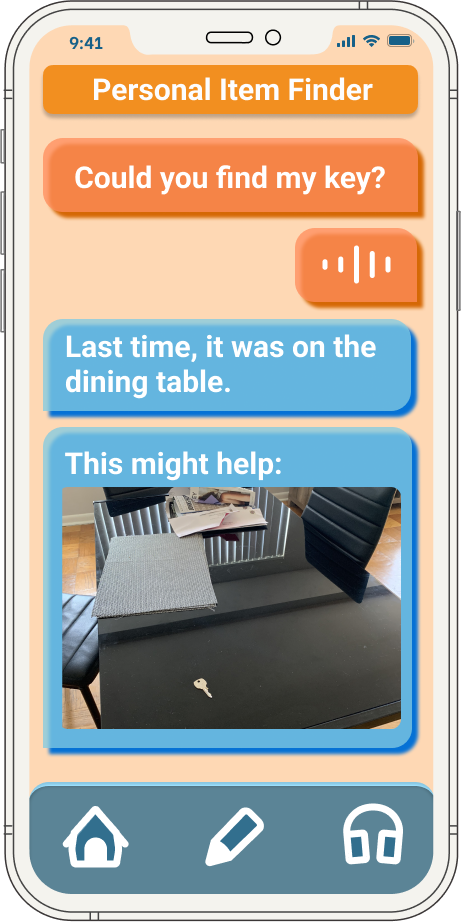 9:41
Personal Item Finder
Could you find my key?
Last time, it was on the
dining table.
This might help: